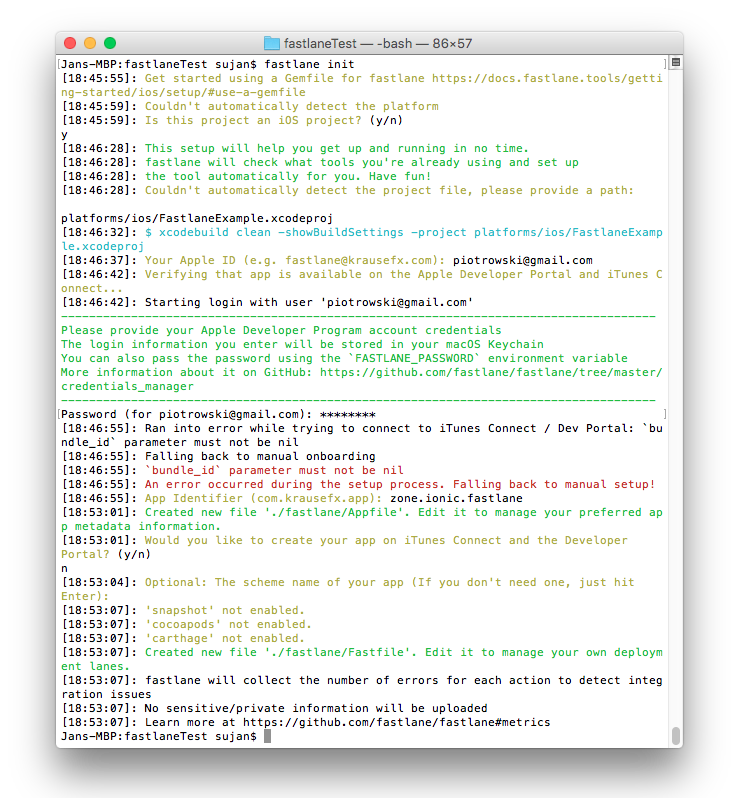 fastlaneTest — -bash — 86×57
[Jans-MBP:fastlaneTest sujan$ fastlane init ]
[18:45:55]: Get started using a Gemfile for fastlane https://docs.fastlane.tools/getti
ng-started/ios/setup/#use-a-gemfile
[18:45:59]: Couldn't automatically detect the platform
[18:45:59]: Is this project an iOS project? (y/n)
y
[18:46:28]: This setup will help you get up and running in no time.
[18:46:28]: fastlane will check what tools you're already using and set up
[18:46:28]: the tool automatically for you. Have fun!
[18:46:28]: Couldn't automatically detect the project file, please provide a path:
platforms/ios/FastlaneExample.xcodeproj
[18:46:32]: $ xcodebuild clean -showBuildSettings -project platforms/ios/FastlaneExamp
le.xcodeproj
[18:46:37]: Your Apple ID (e.g. fastlane@krausefx.com): piotrowski@gmail.com
[18:46:42]: Verifying that app is available on the Apple Developer Portal and iTunes C
onnect...
[18:46:42]: Starting login with user 'piotrowski@gmail.com'
-------------------------------------------------------------------------------------
Please provide your Apple Developer Program account credentials
The login information you enter will be stored in your macOS Keychain
You can also pass the password using the `FASTLANE_PASSWORD` environment variable
More information about it on GitHub: https://github.com/fastlane/fastlane/tree/master/
credentials_manager
-------------------------------------------------------------------------------------
[Password (for piotrowski@gmail.com): ******** ]
[18:46:55]: Ran into error while trying to connect to iTunes Connect / Dev Portal: `bu
ndle_id` parameter must not be nil
[18:46:55]: Falling back to manual onboarding
[18:46:55]: `bundle_id` parameter must not be nil
[18:46:55]: An error occurred during the setup process. Falling back to manual setup!
[18:46:55]: App Identifier (com.krausefx.app): zone.ionic.fastlane
[18:53:01]: Created new file './fastlane/Appfile'. Edit it to manage your preferred ap
p metadata information.
[18:53:01]: Would you like to create your app on iTunes Connect and the Developer
Portal? (y/n)
n
[18:53:04]: Optional: The scheme name of your app (If you don't need one, just hit
Enter):
[18:53:07]: 'snapshot' not enabled.
[18:53:07]: 'cocoapods' not enabled.
[18:53:07]: 'carthage' not enabled.
[18:53:07]: Created new file './fastlane/Fastfile'. Edit it to manage your own deploym
ent lanes.
[18:53:07]: fastlane will collect the number of errors for each action to detect integ
ration issues
[18:53:07]: No sensitive/private information will be uploaded
[18:53:07]: Learn more at https://github.com/fastlane/fastlane#metrics
Jans-MBP:fastlaneTest sujan$